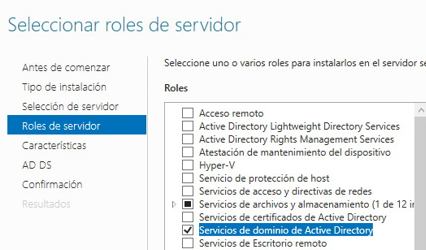 Seleccionar roles de servidor
Antes de comenzar
Tipo de instalación
Selección de servidor
Roles de servidor
Características
AD DS
Confirmación
Resultados
Seleccione uno o varios roles para instalarlos en el servidor se
Roles
Acceso remoto
Active Directory Lightweight Directory Services
Active Directory Rights Management Services
Atestación de mantenimiento del dispositivo
Hyper-V
Servicio de protección de host
Servicios de acceso y directivas de redes
Servicios de archivos y almacenamiento (1 de 12 in
Servicios de certificados de Active Directory
Servicios de dominio de Active Directory
Servicios de Escritorio remoto